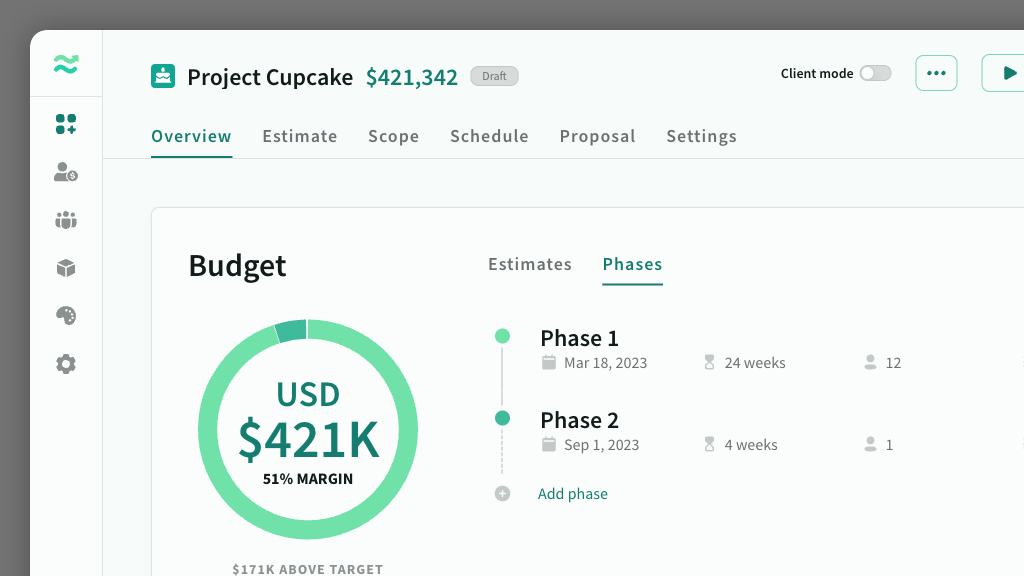 Project Cupcake $421,342 Draft
Client mode
Overview Estimate Scope Schedule Proposal Settings
Budget
Estimates Phases
USD
$421K
51% MARGIN
$171K ABOVE TARGET
Phase 1
Mar 18, 2023 24 weeks 12
Phase 2
Sep 1, 2023 4 weeks 1
Add phase